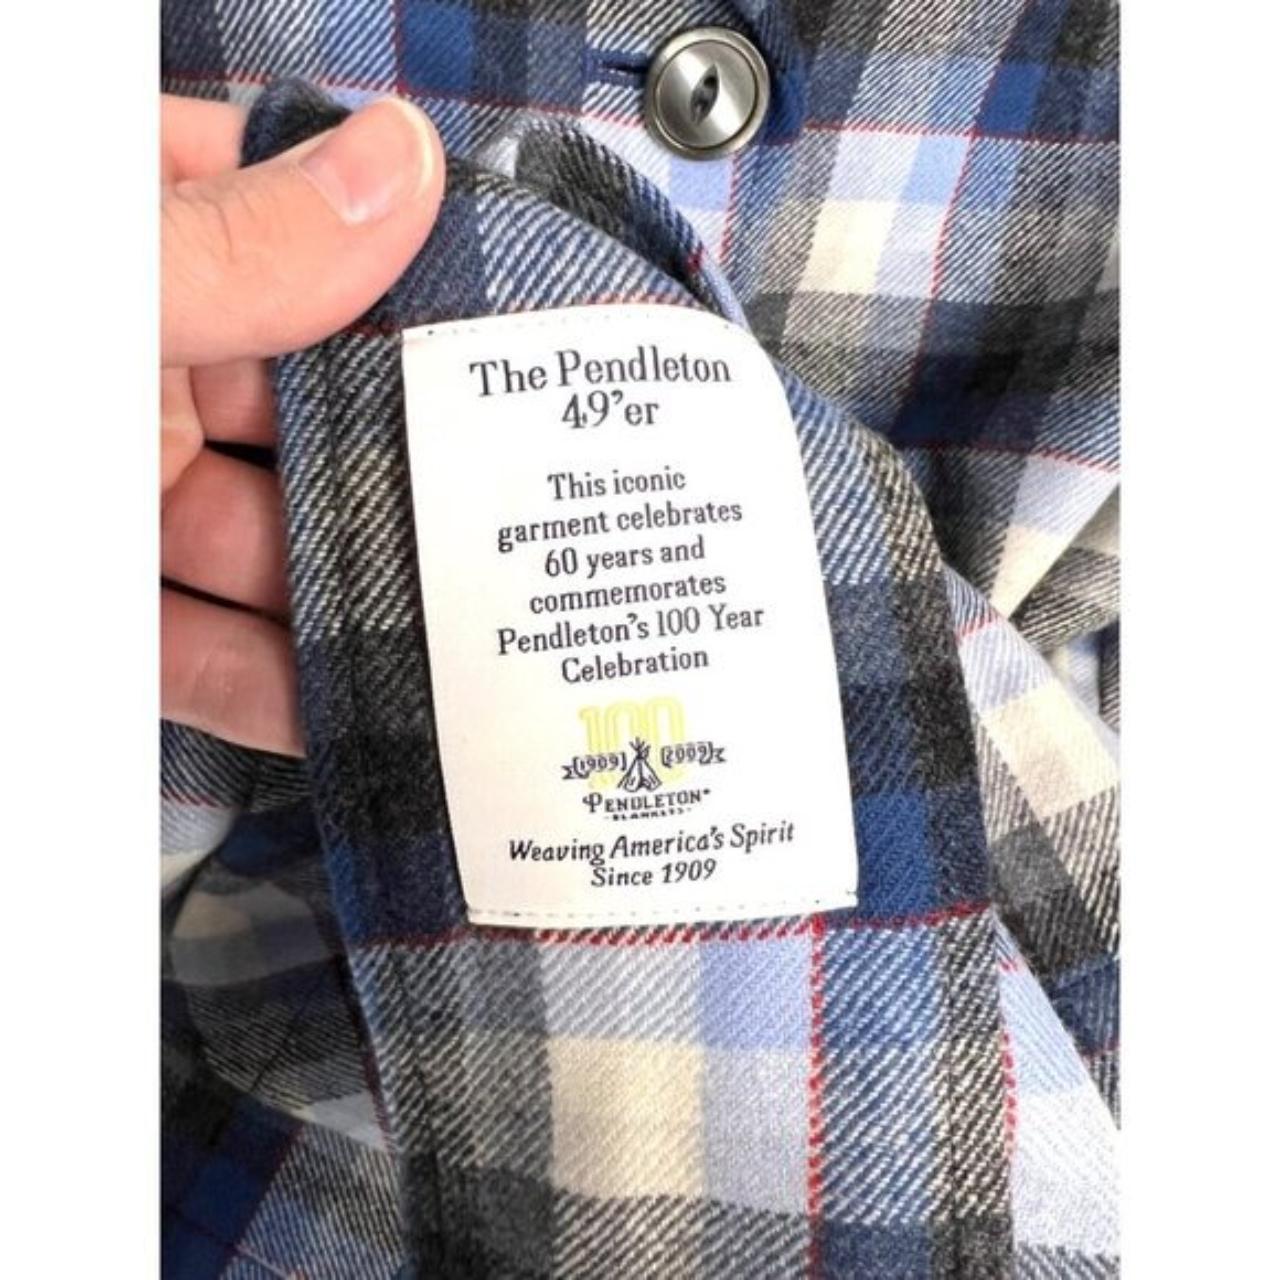 The Pendleton
49'er
This iconic
garment celebrates
60 years and
commemorates
Pendleton's 100 Year
Celebration
100
1909 2009
PENDLETON
BLANKETS
Weaving America's Spirit
Since 1909